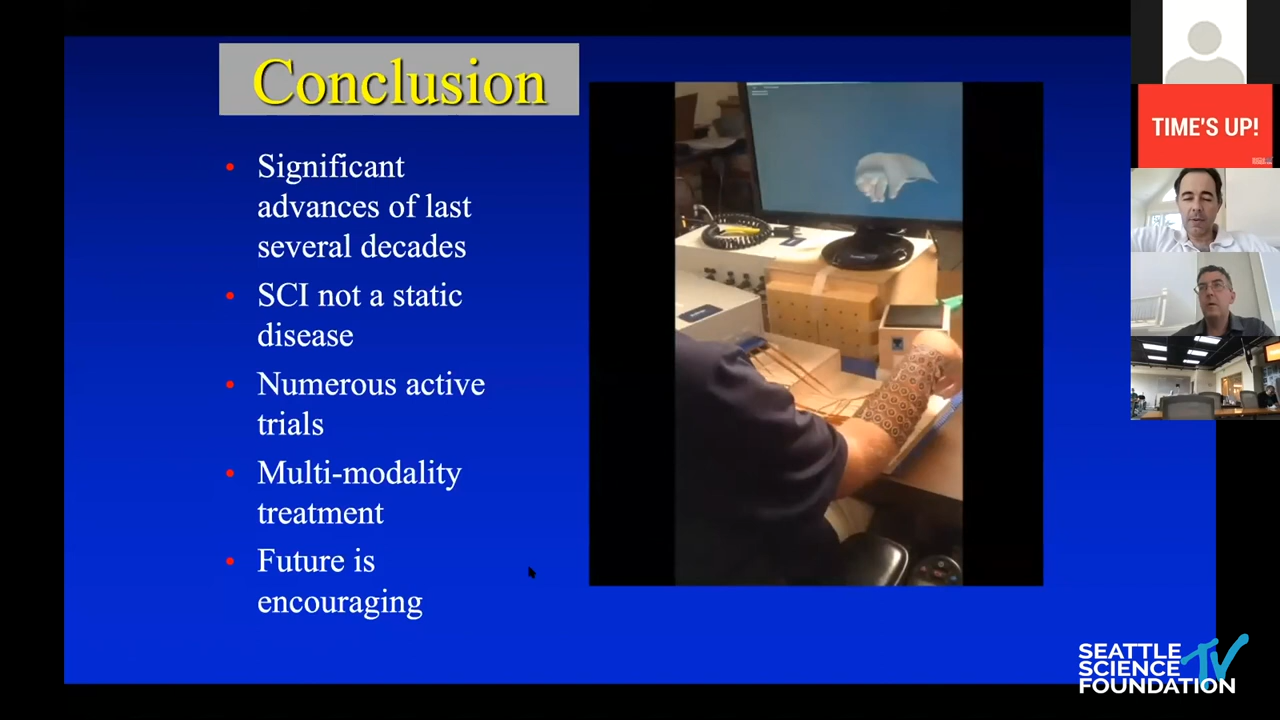 Conclusion
• Significant
advances of last
several decades
• SCI not a static
disease
• Numerous active
trials
• Multi-modality
treatment
• Future is
encouraging
TIME'S UP!
SEATTLE
SCIENCE TV
FOUNDATION